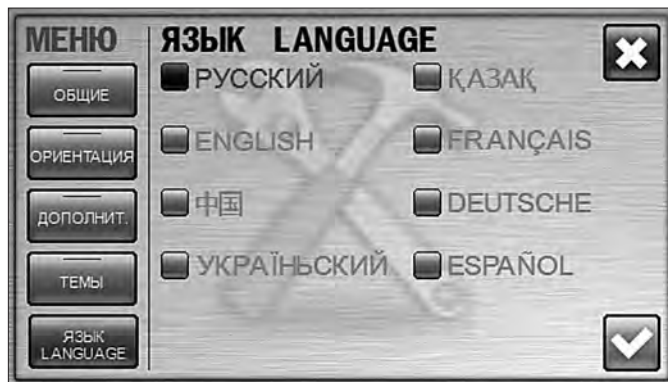 МЕНЮ
ОБЩИЕ
ОРИЕНТАЦИЯ
ДОПОЛНИТ.
ТЕМЫ
ЯЗЫК
LANGUAGE
ЯЗЫК LANGUAGE
РУССКИЙ
ҚАЗАҚ
ENGLISH
FRANÇAIS
中国
DEUTSCHE
УКРАЇНЬСКИЙ
ESPAÑOL